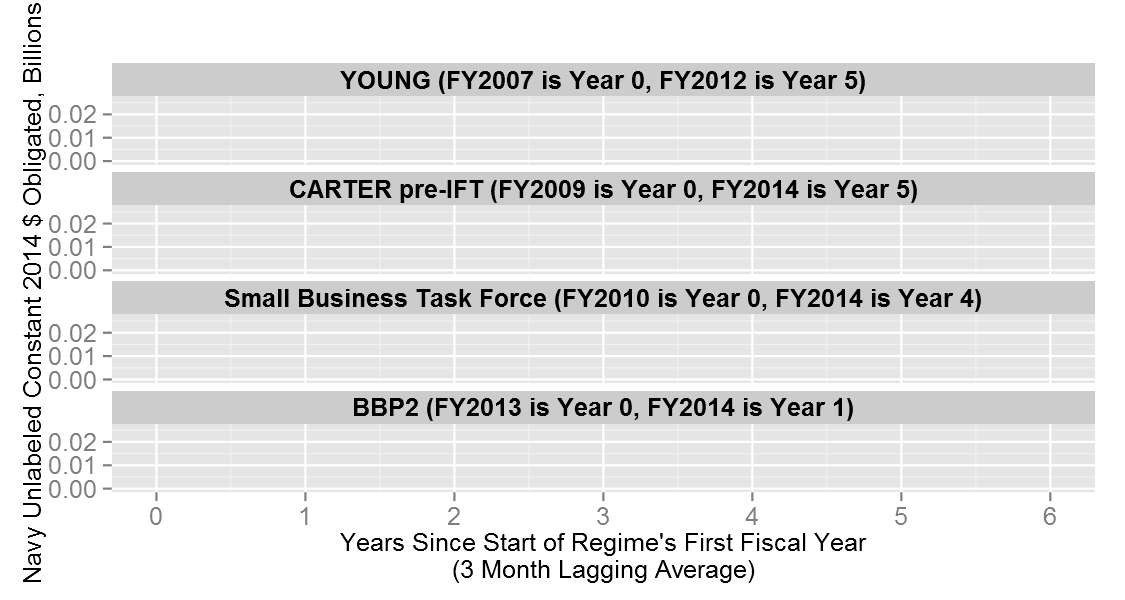 Navy Unlabeled Constant 2014 $ Obligated, Billions
YOUNG (FY2007 is Year 0, FY2012 is Year 5)
0.02
0.01
0.00
CARTER pre-IFT (FY2009 is Year 0, FY2014 is Year 5)
0.02
0.01
0.00
Small Business Task Force (FY2010 is Year 0, FY2014 is Year 4)
0.02
0.01
0.00
BBP2 (FY2013 is Year 0, FY2014 is Year 1)
0.02
0.01
0.00
0 1 2 3 4 5 6
Years Since Start of Regime's First Fiscal Year
(3 Month Lagging Average)